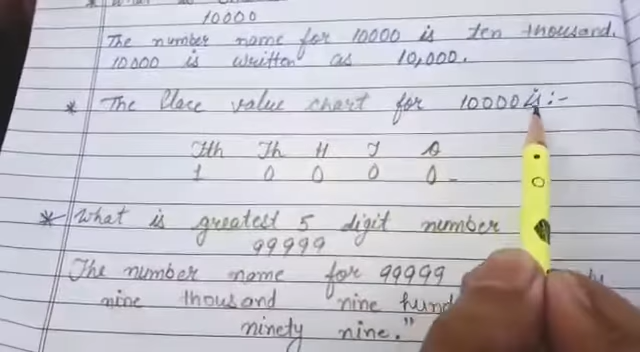 10000
The number name for 10000 is ten thousand.
10000 is written as 10,000.
* The Place value chart for 10000 is:-
TTh Th H T O
1 0 0 0 0
* What is greatest 5 digit number
99999
The number name for 99999
nine thousand nine hund
ninety nine."